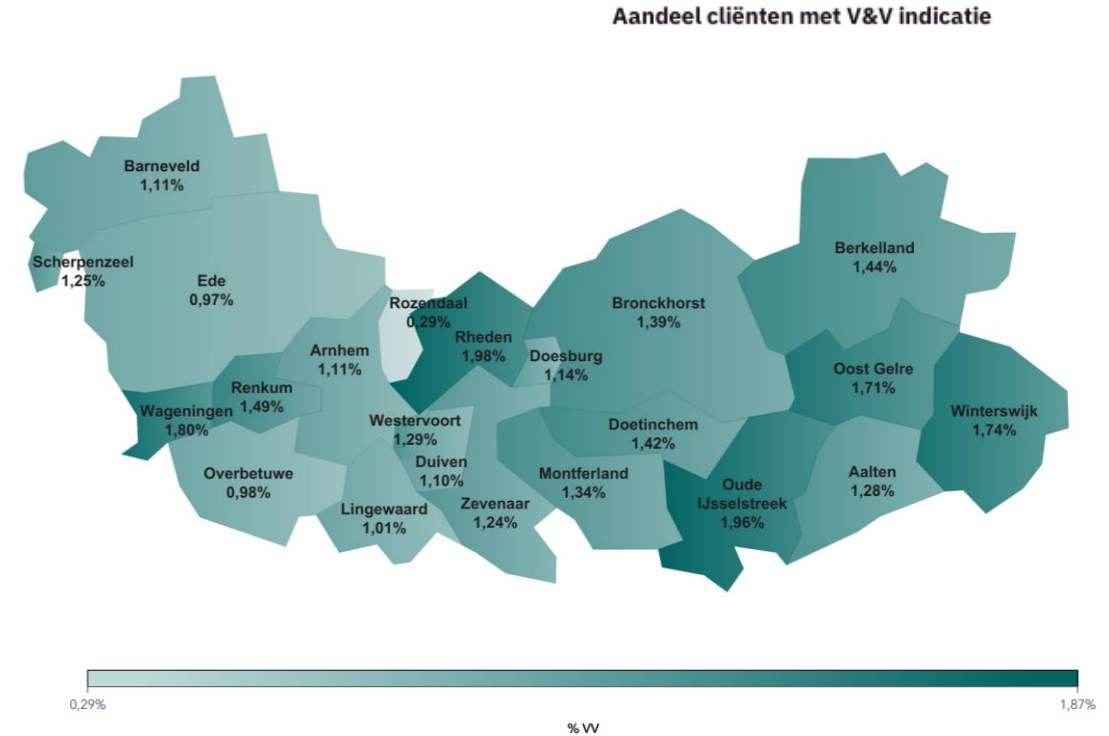 Aandeel cliënten met V&V indicatie
Barneveld
1,11%
Scherpenzeel
1,25%
Ede
0,97%
Rozendaal
0,29%
Rheden
1,98%
Arnhem
1,11%
Renkum
1,49%
Wageningen
1,80%
Overbetuwe
0,98%
Westervoort
1,29%
Duiven
1,10%
Lingewaard
1,01%
Zevenaar
1,24%
Doesburg
1,14%
Bronckhorst
1,39%
Doetinchem
1,42%
Montferland
1,34%
Oude
IJsselstreek
1,96%
Berkelland
1,44%
Oost Gelre
1,71%
Winterswijk
1,74%
Aalten
1,28%
0,29%
1,87%
% VV